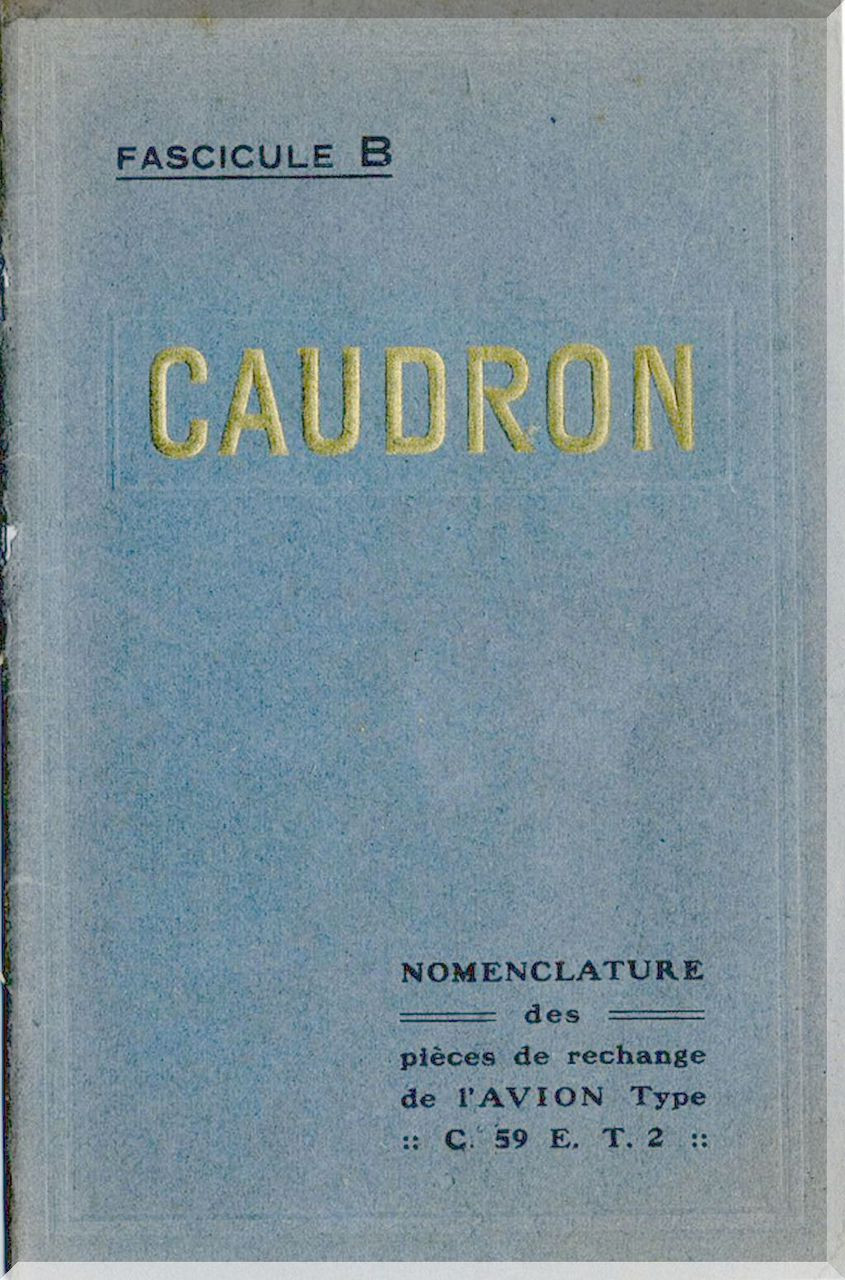 FASCICULE B
CAUDRON
NOMENCLATURE
des
pièces de rechange
de l'AVION Type
:: C. 59 E. T. 2 ::